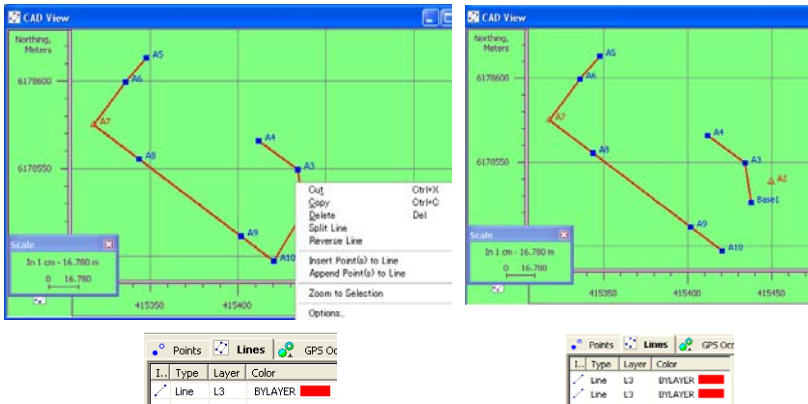 CAD View
Northing,
Meters
6178600
6178550
A5
A6
A7
A8
A4
A3
A9
A10
Cut Ctrl+X
Copy Ctrl+C
Delete Del
Split Line
Reverse Line
Insert Point(s) to Line
Append Point(s) to Line
Zoom to Selection
Options...
Scale
In 1 cm - 16.780 m
0 16.780
415350 415400
CAD View
Northing,
Meters
6178600
6178550
A5
A6
A7
A8
A4
A3
A2
Base1
A9
A10
Scale
In 1 cm - 16.780 m
0 16.780
415350 415400 415450
Points Lines GPS Oc
I.. Type Layer Color
Line L3 BYLAYER
Points Lines GPS Oc
I.. Type Layer Color
Line L3 BYLAYER
Line L3 BYLAYER